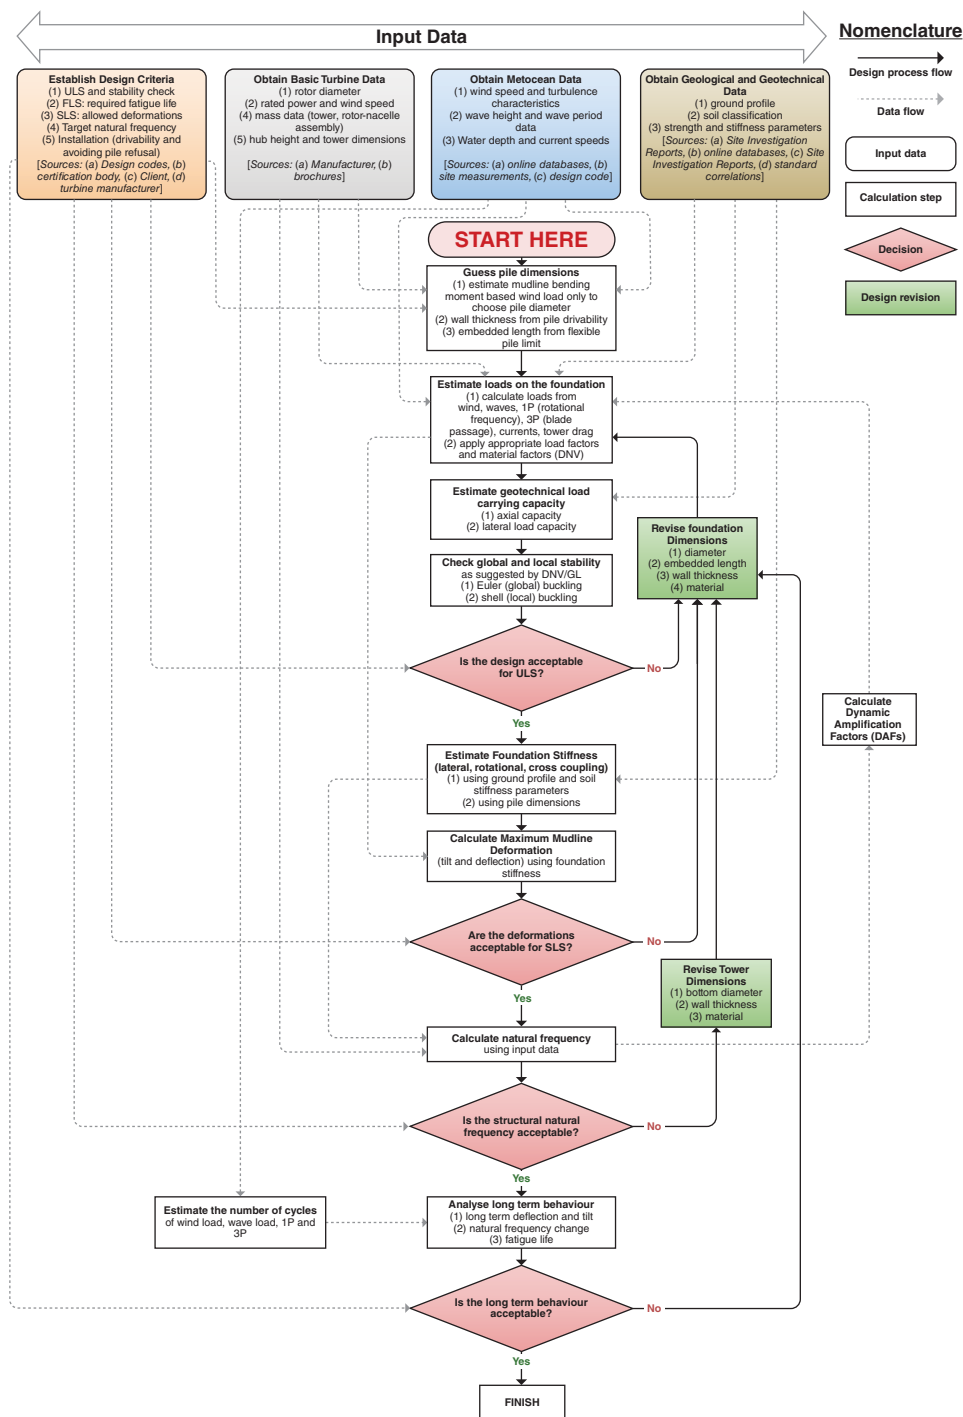 Input Data
Nomenclature
Design process flow
Data flow
Input data
Calculation step
Decision
Design revision
Establish Design Criteria
(1) ULS and stability check
(2) FLS: required fatigue life
(3) SLS: allowed deformations
(4) Target natural frequency
(5) Installation (drivability and
avoiding pile refusal)
[Sources: (a) Design codes, (b)
certification body, (c) Client, (d)
turbine manufacturer]
Obtain Basic Turbine Data
(1) rotor diameter
(2) rated power and wind speed
(4) mass data (tower, rotor-nacelle
assembly)
(5) hub height and tower dimensions
[Sources: (a) Manufacturer, (b)
brochures]
Obtain Metocean Data
(1) wind speed and turbulence
characteristics
(2) wave height and wave period
data
(3) Water depth and current speeds
[Sources: (a) online databases, (b)
site measurements, (c) design code]
Obtain Geological and Geotechnical
Data
(1) ground profile
(2) soil classification
(3) strength and stiffness parameters
[Sources: (a) Site Investigation
Reports, (b) online databases, (c) Site
Investigation Reports, (d) standard
correlations]
START HERE
Guess pile dimensions
(1) estimate mudline bending
moment based wind load only to
choose pile diameter
(2) wall thickness from pile drivability
(3) embedded length from flexible
pile limit
Estimate loads on the foundation
(1) calculate loads from
wind, waves, 1P (rotational
frequency), 3P (blade
passage), currents, tower drag
(2) apply appropriate load factors
and material factors (DNV)
Estimate geotechnical load
carrying capacity
(1) axial capacity
(2) lateral load capacity
Check global and local stability
as suggested by DNV/GL
(1) Euler (global) buckling
(2) shell (local) buckling
Revise foundation
Dimensions
(1) diameter
(2) embedded length
(3) wall thickness
(4) material
Is the design acceptable
for ULS?
No
Yes
Calculate
Dynamic
Amplification
Factors (DAFs)
Estimate Foundation Stiffness
(lateral, rotational, cross coupling)
(1) using ground profile and soil
stiffness parameters
(2) using pile dimensions
Calculate Maximum Mudline
Deformation
(tilt and deflection) using foundation
stiffness
Are the deformations
acceptable for SLS?
No
Yes
Revise Tower
Dimensions
(1) bottom diameter
(2) wall thickness
(3) material
Calculate natural frequency
using input data
Is the structural natural
frequency acceptable?
No
Yes
Estimate the number of cycles
of wind load, wave load, 1P and
3P
Analyse long term behaviour
(1) long term deflection and tilt
(2) natural frequency change
(3) fatigue life
Is the long term behaviour
acceptable?
No
Yes
FINISH